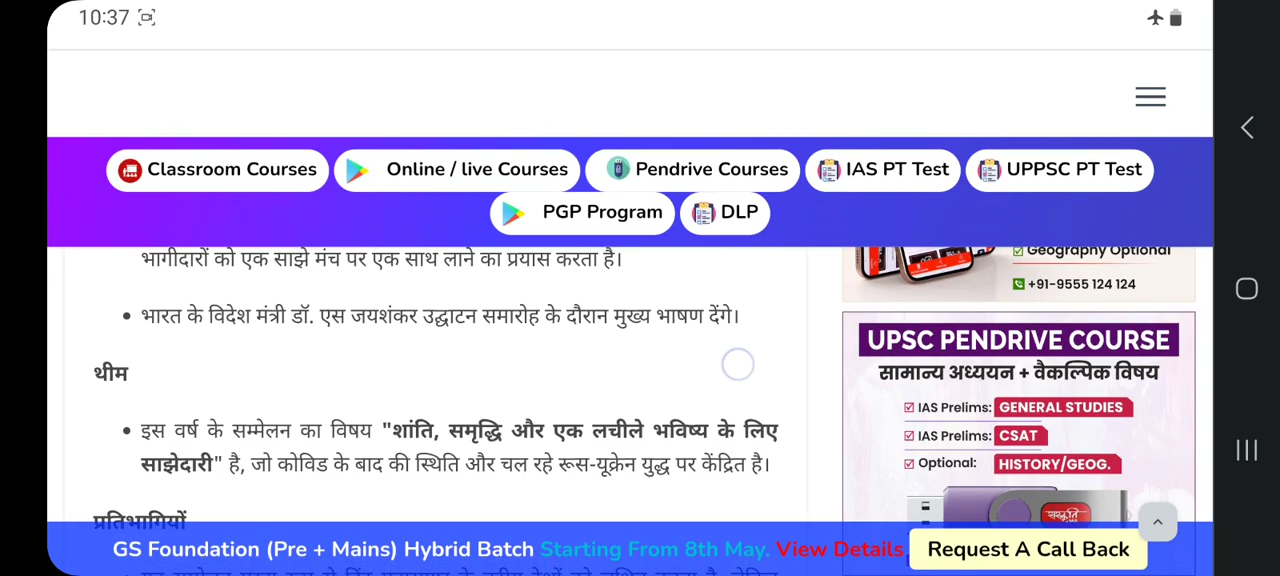 10:37
Classroom Courses
Online / live Courses
Pendrive Courses
IAS PT Test
UPPSC PT Test
PGP Program
DLP
भागीदारों को एक साझे मंच पर एक साथ लाने का प्रयास करता है।
• भारत के विदेश मंत्री डॉ. एस जयशंकर उद्घाटन समारोह के दौरान मुख्य भाषण देंगे।
थीम
• इस वर्ष के सम्मेलन का विषय "शांति, समृद्धि और एक लचीले भविष्य के लिए
साझेदारी" है, जो कोविड के बाद की स्थिति और चल रहे रूस-यूक्रेन युद्ध पर केंद्रित है।
प्रतिभागियों
Geography Optional
+91-9555 124 124
UPSC PENDRIVE COURSE
सामान्य अध्ययन + वैकल्पिक विषय
IAS Prelims: GENERAL STUDIES
IAS Prelims: CSAT
Optional: HISTORY/GEOG.
संस्कृति
GS Foundation (Pre + Mains) Hybrid Batch Starting From 8th May. View Details
Request A Call Back